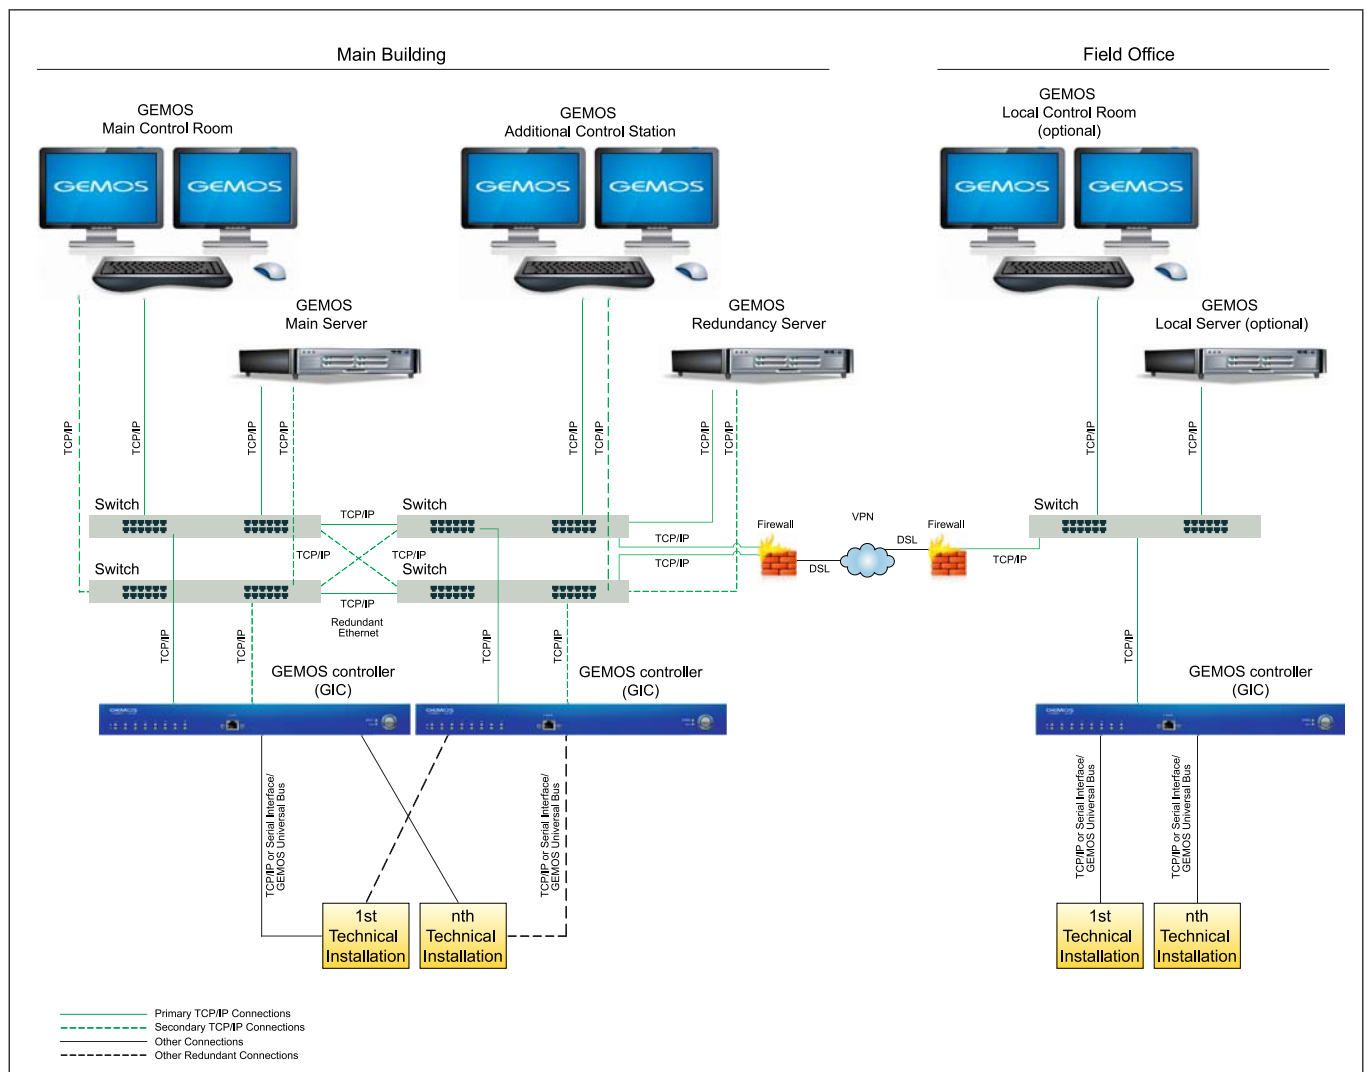 Main Building
Field Office
GEMOS
Main Control Room
GEMOS
Additional Control Station
GEMOS
Local Control Room
(optional)
GEMOS
GEMOS
GEMOS
GEMOS
GEMOS
GEMOS
GEMOS
Main Server
GEMOS
Redundancy Server
GEMOS
Local Server (optional)
TCP/IP
TCP/IP
TCP/IP
TCP/IP
TCP/IP
TCP/IP
TCP/IP
TCP/IP
TCP/IP
TCP/IP
Switch
Switch
Switch
TCP/IP
TCP/IP
TCP/IP
TCP/IP
TCP/IP
Firewall
VPN
Firewall
DSL
DSL
TCP/IP
Switch
Switch
TCP/IP
Redundant
Ethernet
TCP/IP
TCP/IP
TCP/IP
TCP/IP
TCP/IP
GEMOS controller
(GIC)
GEMOS controller
(GIC)
GEMOS controller
(GIC)
GEMOS
GEMOS
GEMOS
TCP/IP or Serial Interface/
GEMOS Universal Bus
TCP/IP or Serial Interface/
GEMOS Universal Bus
TCP/IP or Serial Interface/
GEMOS Universal Bus
TCP/IP or Serial Interface/
GEMOS Universal Bus
1st
Technical
Installation
nth
Technical
Installation
1st
Technical
Installation
nth
Technical
Installation
Primary TCP/IP Connections
Secondary TCP/IP Connections
Other Connections
Other Redundant Connections